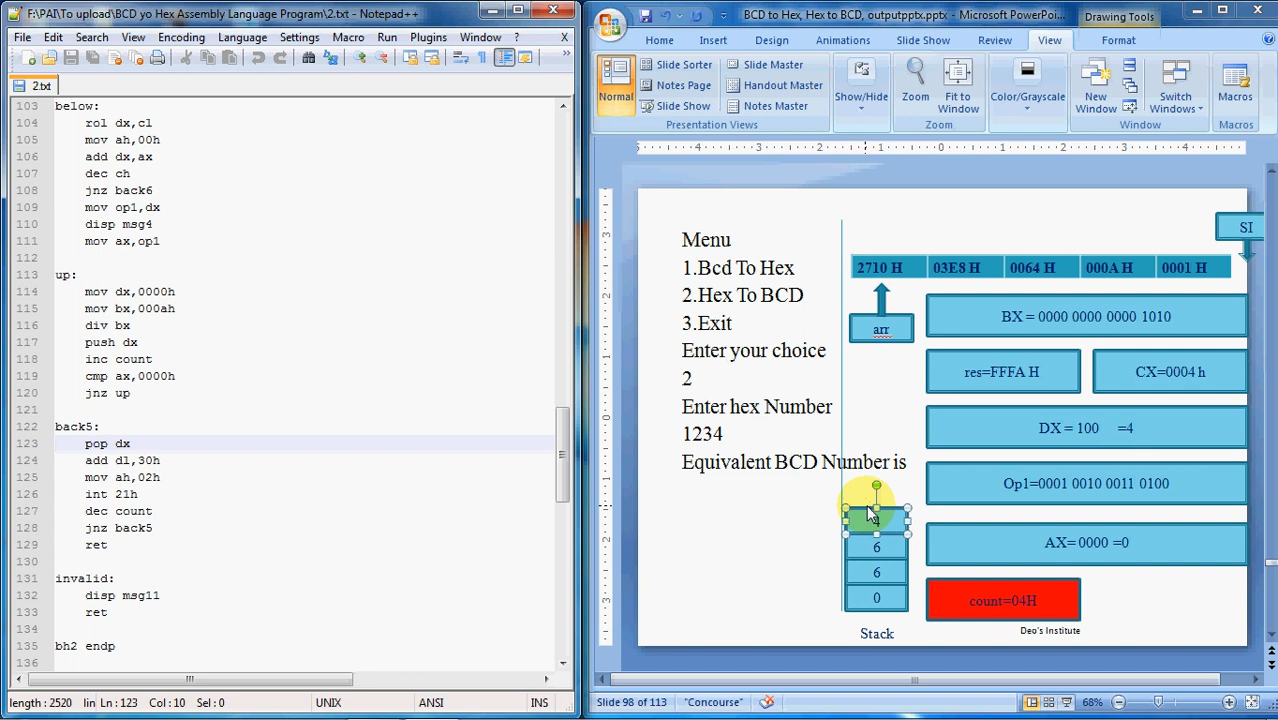 F:\PAI\To upload\BCD yo Hex Assembly Language Program\2.txt - Notepad++
File Edit Search View Encoding Language Settings Macro Run Plugins Window ? X
2.txt
103 below:
104 rol dx,cl
105 mov ah,00h
106 add dx,ax
107 dec ch
108 jnz back6
109 mov op1,dx
110 disp msg4
111 mov ax,op1
112
113 up:
114 mov dx,0000h
115 mov bx,000ah
116 div bx
117 push dx
118 inc count
119 cmp ax,0000h
120 jnz up
121
122 back5:
123 pop dx
124 add dl,30h
125 mov ah,02h
126 int 21h
127 dec count
128 jnz back5
129 ret
130
131 invalid:
132 disp msg11
133 ret
134
135 bh2 endp
136
length : 2520 lin Ln : 123 Col : 10 Sel : 0 UNIX ANSI INS
BCD to Hex, Hex to BCD, outputpptx.pptx - Microsoft PowerPoin...
Drawing Tools
Home Insert Design Animations Slide Show Review View Format
Normal
Slide Sorter
Notes Page
Slide Show
Slide Master
Handout Master
Notes Master
Presentation Views
Show/Hide
Zoom
Fit to Window
Zoom
Color/Grayscale
New Window
Switch Windows
Window
Macros
Macros
Menu
1.Bcd To Hex
2.Hex To BCD
3.Exit
Enter your choice
2
Enter hex Number
1234
Equivalent BCD Number is
SI
2710 H 03E8 H 0064 H 000A H 0001 H
arr
BX = 0000 0000 0000 1010
res=FFFA H
CX=0004 h
DX = 100 =4
Op1=0001 0010 0011 0100
AX= 0000 =0
count=04H
4
6
6
0
Stack
Deo's Institute
Slide 98 of 113 "Concourse" 68%